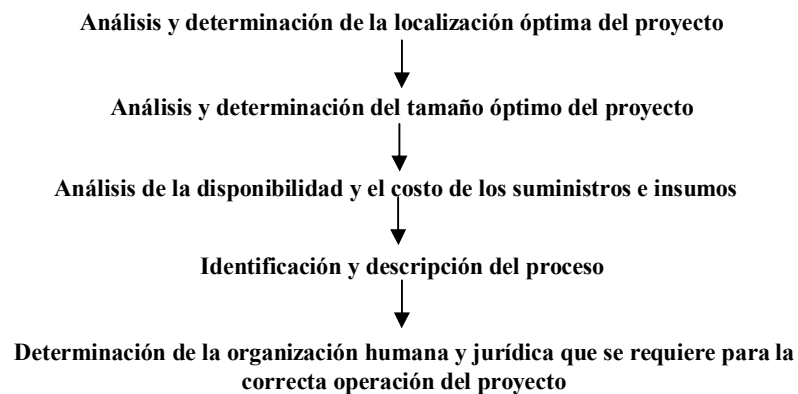 Análisis y determinación de la localización óptima del proyecto
Análisis y determinación del tamaño óptimo del proyecto
Análisis de la disponibilidad y el costo de los suministros e insumos
Identificación y descripción del proceso
Determinación de la organización humana y jurídica que se requiere para la
correcta operación del proyecto